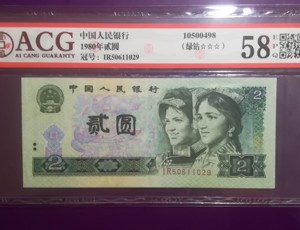 ACG
AI CANG GUARANTY
中国人民银行
1980年贰圆
冠号: IR50611029
10500498
(绿钻☆☆☆)
58 EPQ
中国人民银行
贰圆
2
2
IR50611029